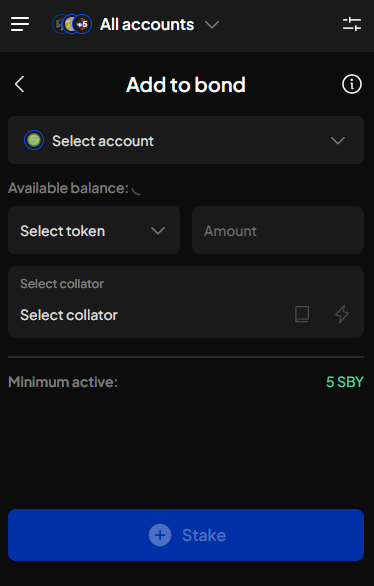 +5 All accounts
Add to bond
Select account
Available balance:
Select token Amount
Select collator
Select collator
Minimum active: 5 SBY
Stake